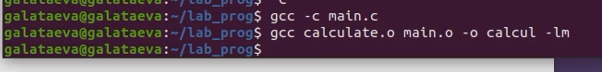 galataeva@galataeva:~/lab_prog$ gcc -c main.c
galataeva@galataeva:~/lab_prog$ gcc calculate.o main.o -o calcul -lm
galataeva@galataeva:~/lab_prog$